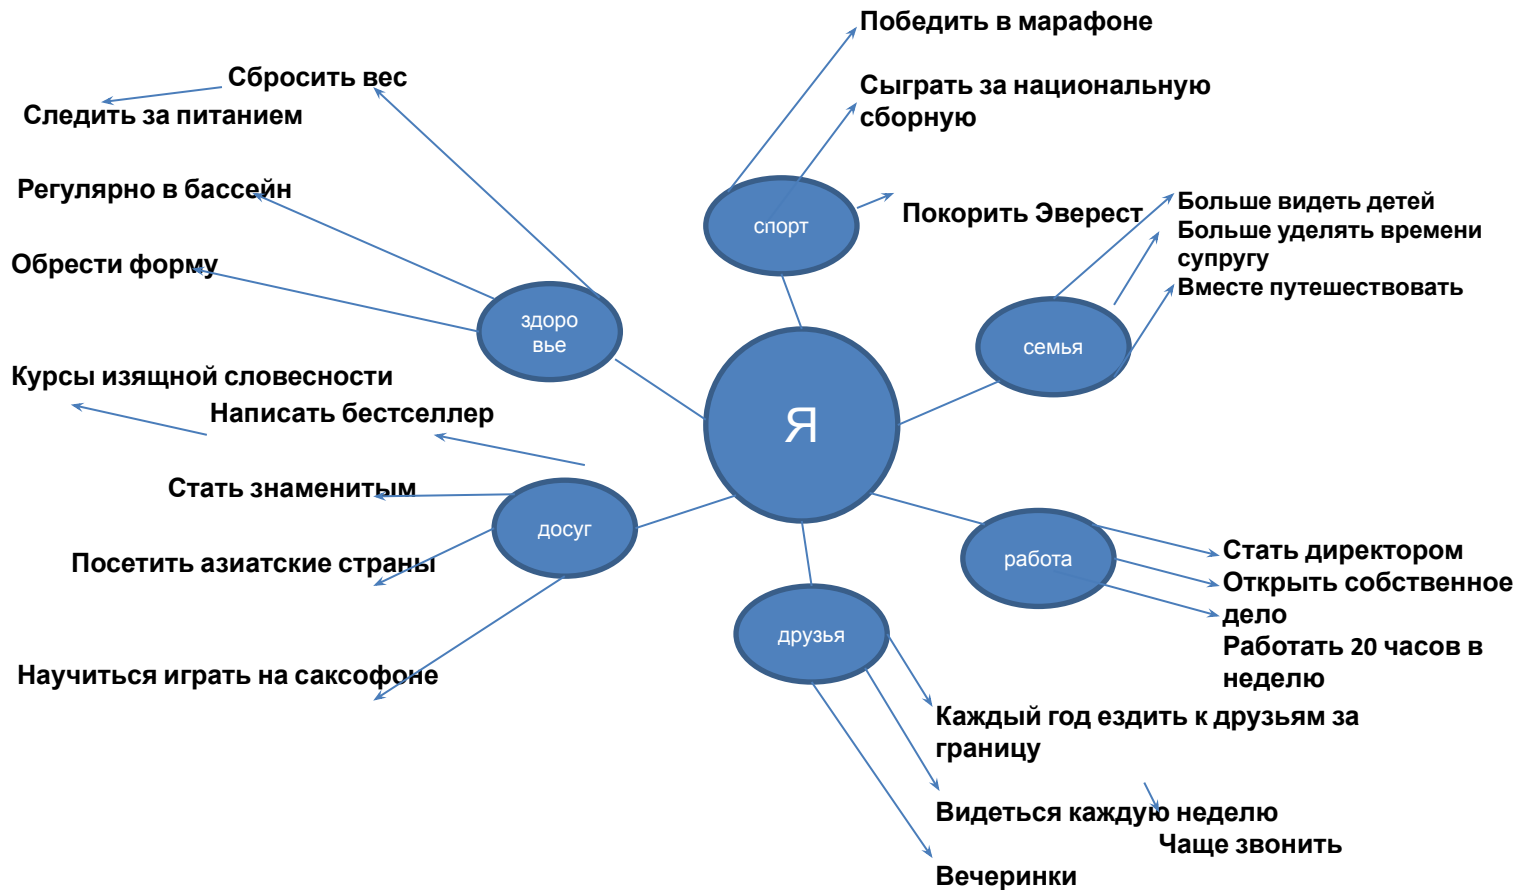 Победить в марафоне
Сбросить вес
Следить за питанием
Сыграть за национальную
сборную
Регулярно в бассейн
Обрести форму
спорт
Покорить Эверест
Больше видеть детей
Больше уделять времени
супругу
Вместе путешествовать
здоро
вье
семья
Я
Курсы изящной словесности
Написать бестселлер
Стать знаменитым
Посетить азиатские страны
Научиться играть на саксофоне
досуг
работа
Стать директором
Открыть собственное
дело
Работать 20 часов в
неделю
друзья
Каждый год ездить к друзьям за
границу
Видеться каждую неделю
Чаще звонить
Вечеринки